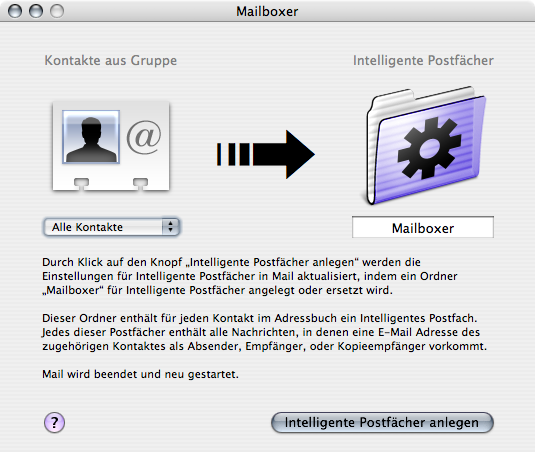 Mailboxer
Kontakte aus Gruppe
Intelligente Postfächer
@
Alle Kontakte
Mailboxer
Durch Klick auf den Knopf „Intelligente Postfächer anlegen“ werden die
Einstellungen für Intelligente Postfächer in Mail aktualisiert, indem ein Ordner
„Mailboxer“ für Intelligente Postfächer angelegt oder ersetzt wird.
Dieser Ordner enthält für jeden Kontakt im Adressbuch ein Intelligentes Postfach.
Jedes dieser Postfächer enthält alle Nachrichten, in denen eine E-Mail Adresse des
zugehörigen Kontaktes als Absender, Empfänger, oder Kopieempfänger vorkommt.
Mail wird beendet und neu gestartet.
?
Intelligente Postfächer anlegen